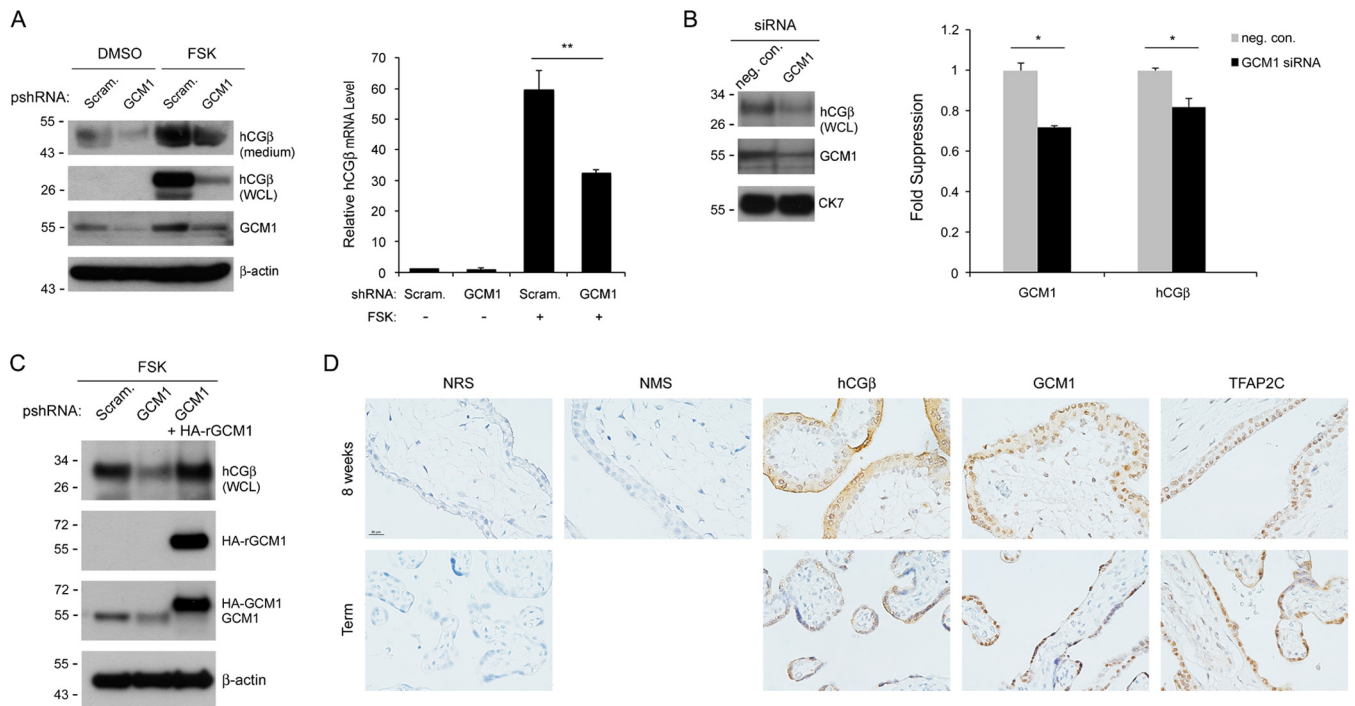 A
DMSO FSK
pshRNA: Scram. GCM1 Scram. GCM1
55 -
43 -
hCGβ
(medium)
26 -
hCGβ
(WCL)
55 -
GCM1
43 -
β-actin
Relative hCGβ mRNA Level
70
60
50
40
30
20
10
0
**
shRNA: Scram. GCM1 Scram. GCM1
FSK: - - + +
B
siRNA
neg. con. GCM1
34 -
26 -
hCGβ
(WCL)
55 -
GCM1
55 -
CK7
Fold Suppression
1.2
1
0.8
0.6
0.4
0.2
0
* *
GCM1 hCGβ
neg. con.
GCM1 siRNA
C
FSK
pshRNA: Scram. GCM1 GCM1
+ HA-rGCM1
34 -
26 -
hCGβ
(WCL)
72 -
55 -
HA-rGCM1
72 -
55 -
HA-GCM1
GCM1
55 -
43 -
β-actin
D
NRS NMS hCGβ GCM1 TFAP2C
8 weeks
Term